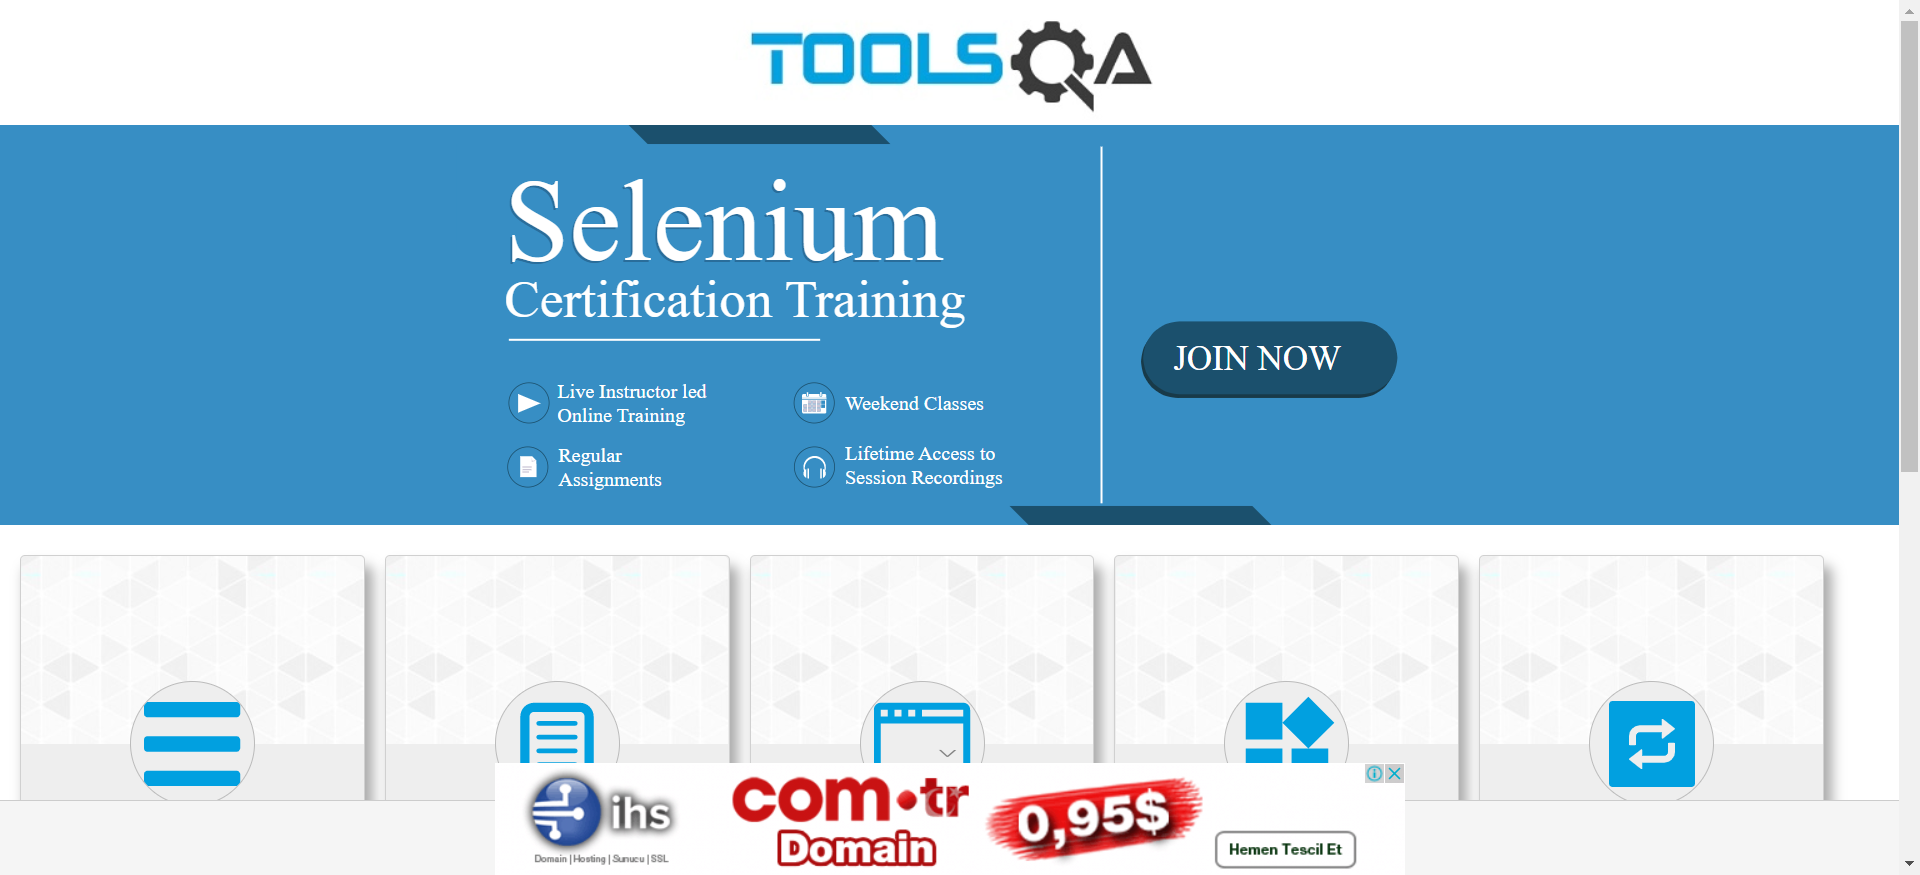 TOOLSQA
Selenium
Certification Training
JOIN NOW
Live Instructor led
Online Training
Weekend Classes
Regular
Assignments
Lifetime Access to
Session Recordings
ihs
Domain | Hosting | Sunucu | SSL
com.tr
Domain
0,95$
Hemen Tescil Et